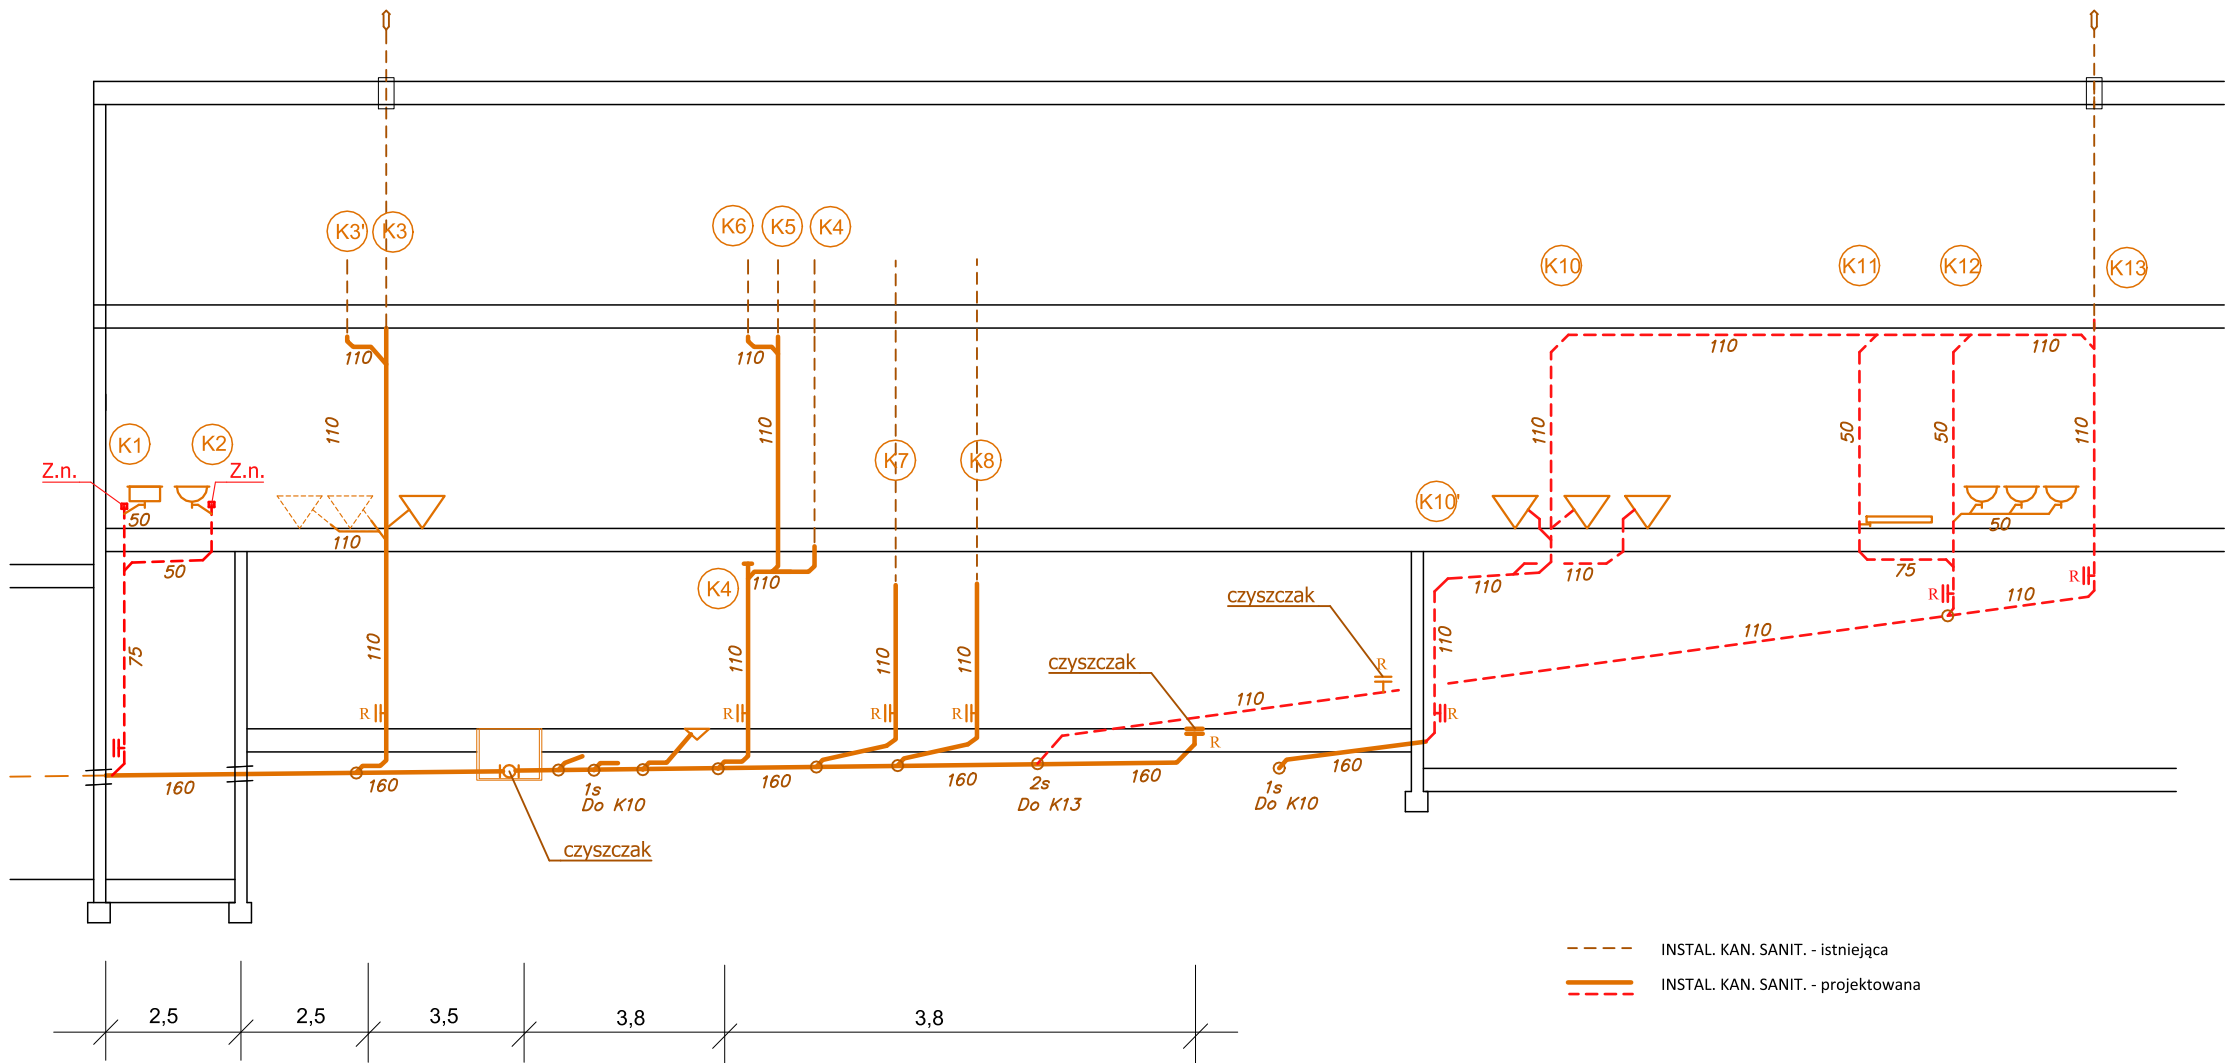 K3'
K3
K6
K5
K4
K10
K11
K12
K13
110
110
110
110
110
110
110
50
50
110
K1
K2
K7
K8
Z.n.
Z.n.
K10'
50
110
50
50
110
K4
110
110
75
czyszczak
110
75
110
110
110
110
110
110
czyszczak
R
R
R
110
R
R
R
R
R
R
160
160
160
160
160
160
1s
Do K10
2s
Do K13
1s
Do K10
czyszczak
INSTAL. KAN. SANIT. - istniejąca
INSTAL. KAN. SANIT. - projektowana
2,5
2,5
3,5
3,8
3,8